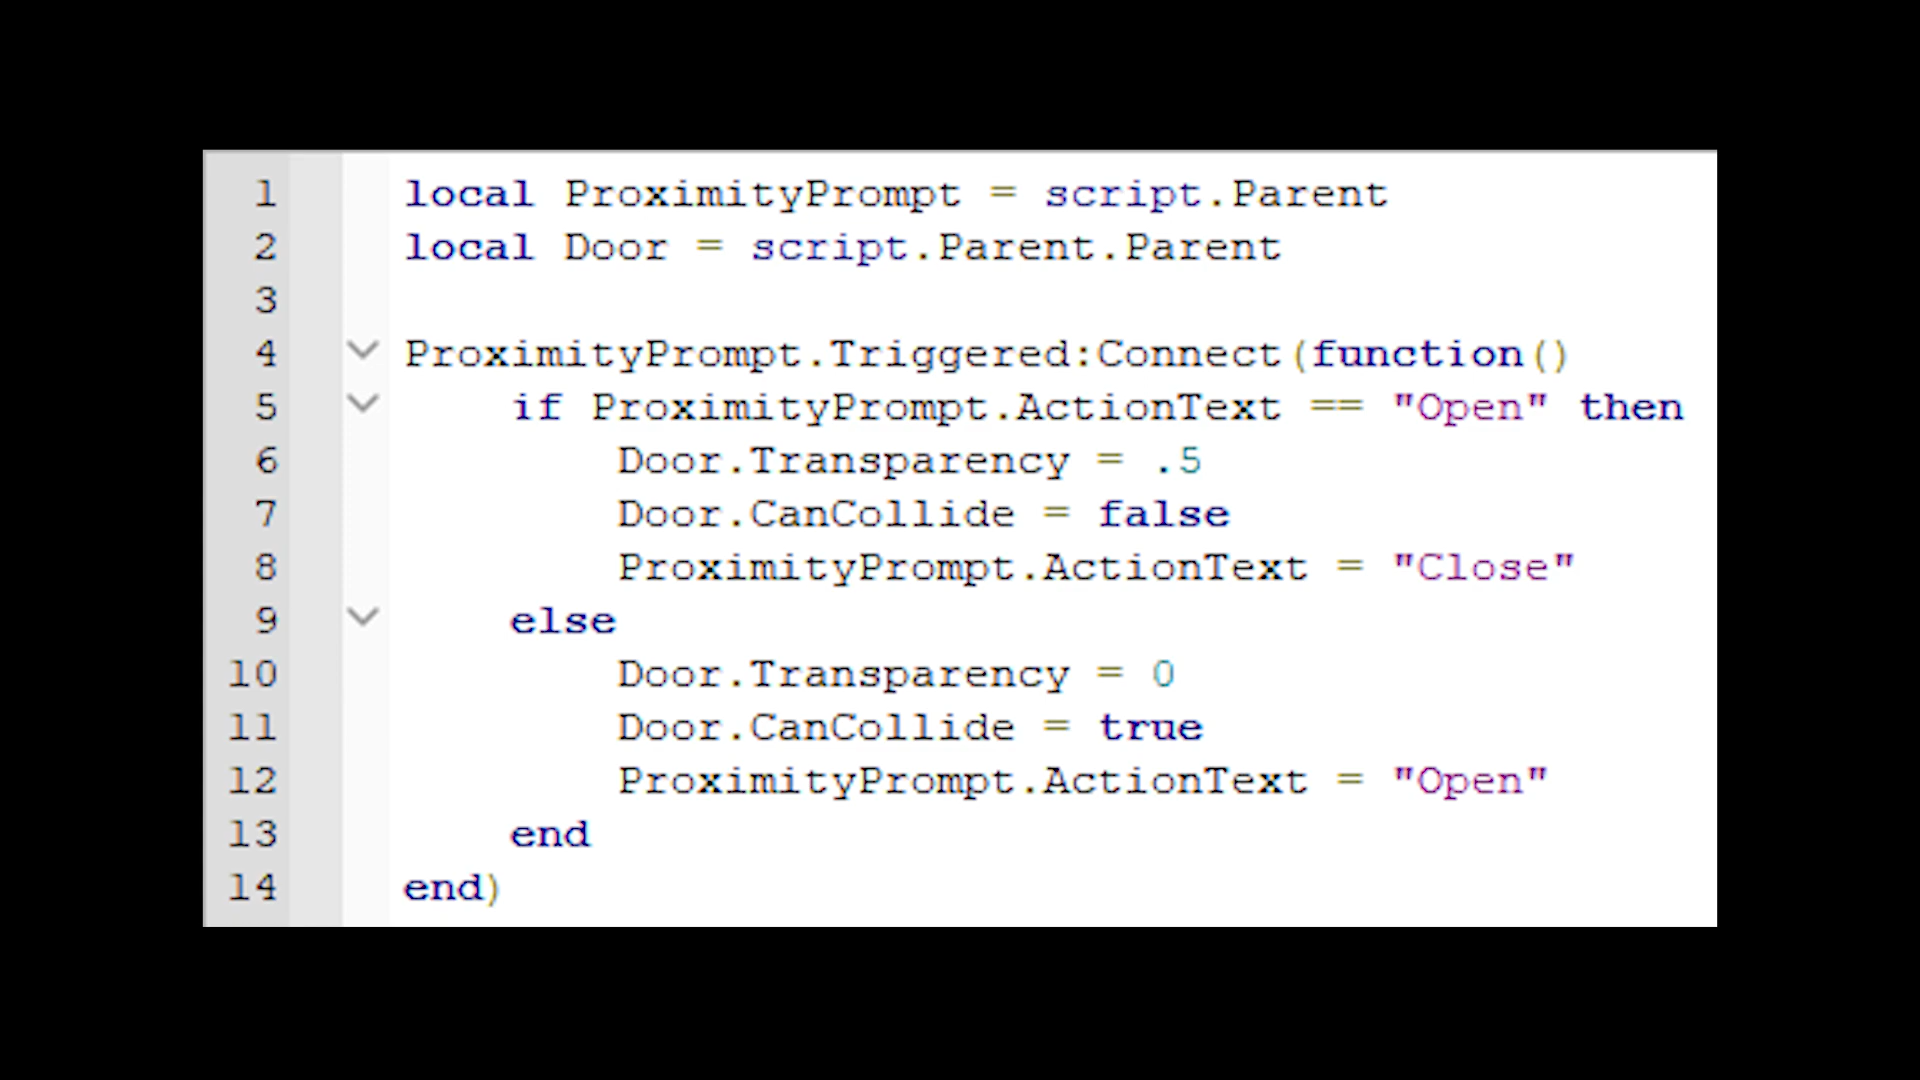 1 local ProximityPrompt = script.Parent
2 local Door = script.Parent.Parent
3
4 ProximityPrompt.Triggered:Connect(function()
5     if ProximityPrompt.ActionText == "Open" then
6         Door.Transparency = .5
7         Door.CanCollide = false
8         ProximityPrompt.ActionText = "Close"
9     else
10         Door.Transparency = 0
11         Door.CanCollide = true
12         ProximityPrompt.ActionText = "Open"
13     end
14 end)